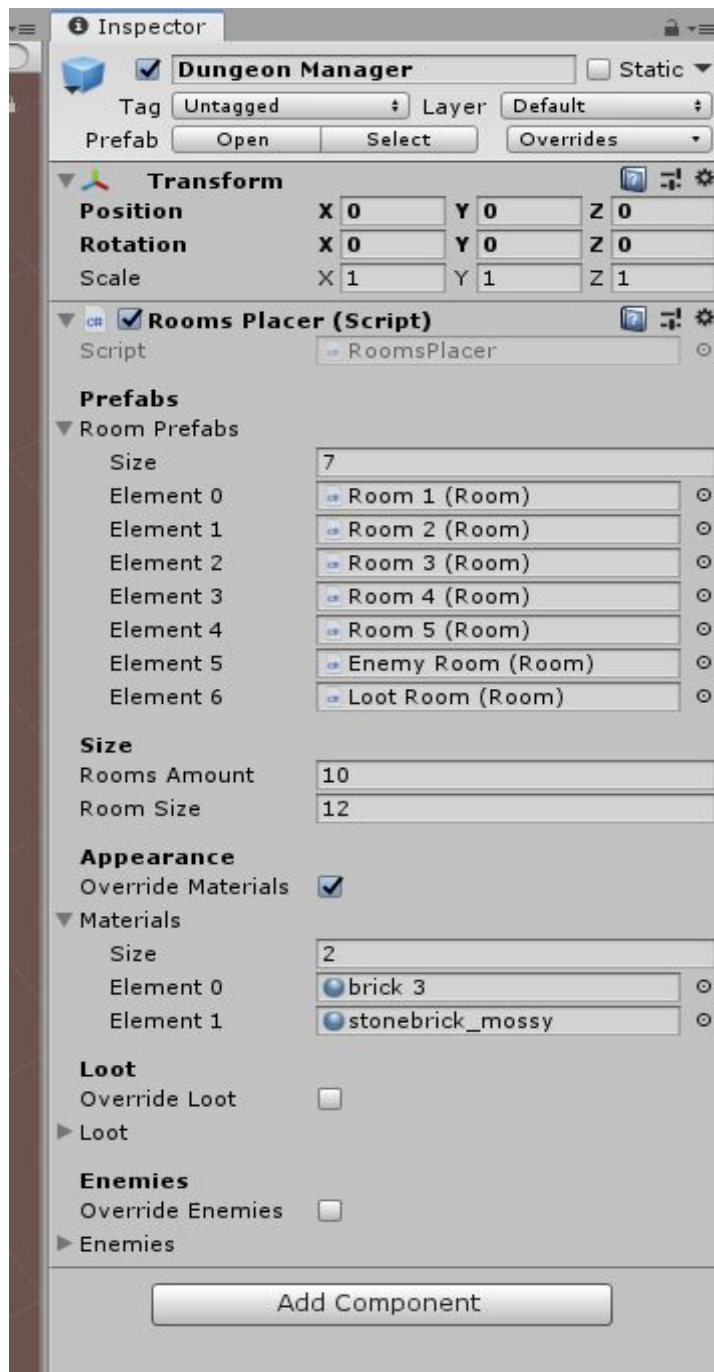 Inspector
Dungeon Manager Static
Tag Untagged Layer Default
Prefab Open Select Overrides
Transform
Position X 0 Y 0 Z 0
Rotation X 0 Y 0 Z 0
Scale X 1 Y 1 Z 1
Rooms Placer (Script)
Script RoomsPlacer
Prefabs
Room Prefabs
Size 7
Element 0 Room 1 (Room)
Element 1 Room 2 (Room)
Element 2 Room 3 (Room)
Element 3 Room 4 (Room)
Element 4 Room 5 (Room)
Element 5 Enemy Room (Room)
Element 6 Loot Room (Room)
Size
Rooms Amount 10
Room Size 12
Appearance
Override Materials
Materials
Size 2
Element 0 brick 3
Element 1 stonebrick_mossy
Loot
Override Loot
Loot
Enemies
Override Enemies
Enemies
Add Component